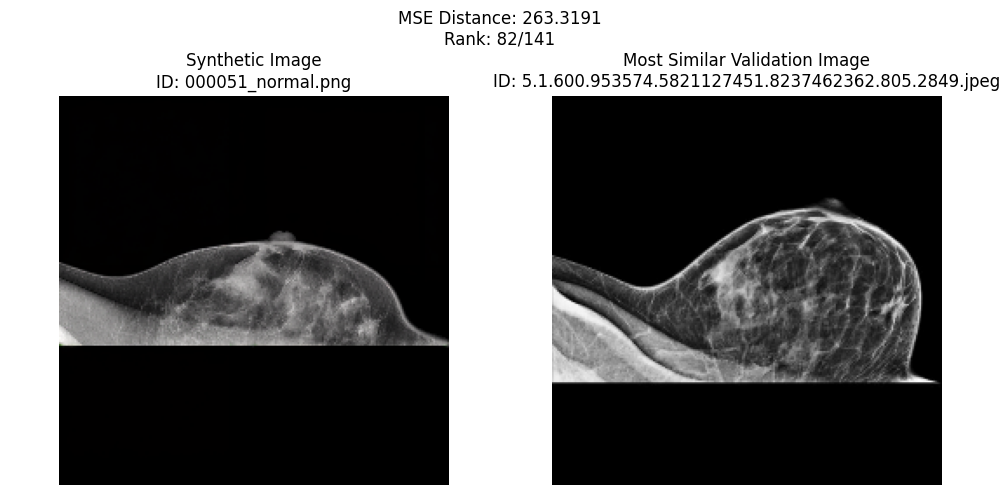 MSE Distance: 263.3191
Rank: 82/141
Synthetic Image
ID: 000051_normal.png
Most Similar Validation Image
ID: 5.1.600.953574.5821127451.8237462362.805.2849.jpeg